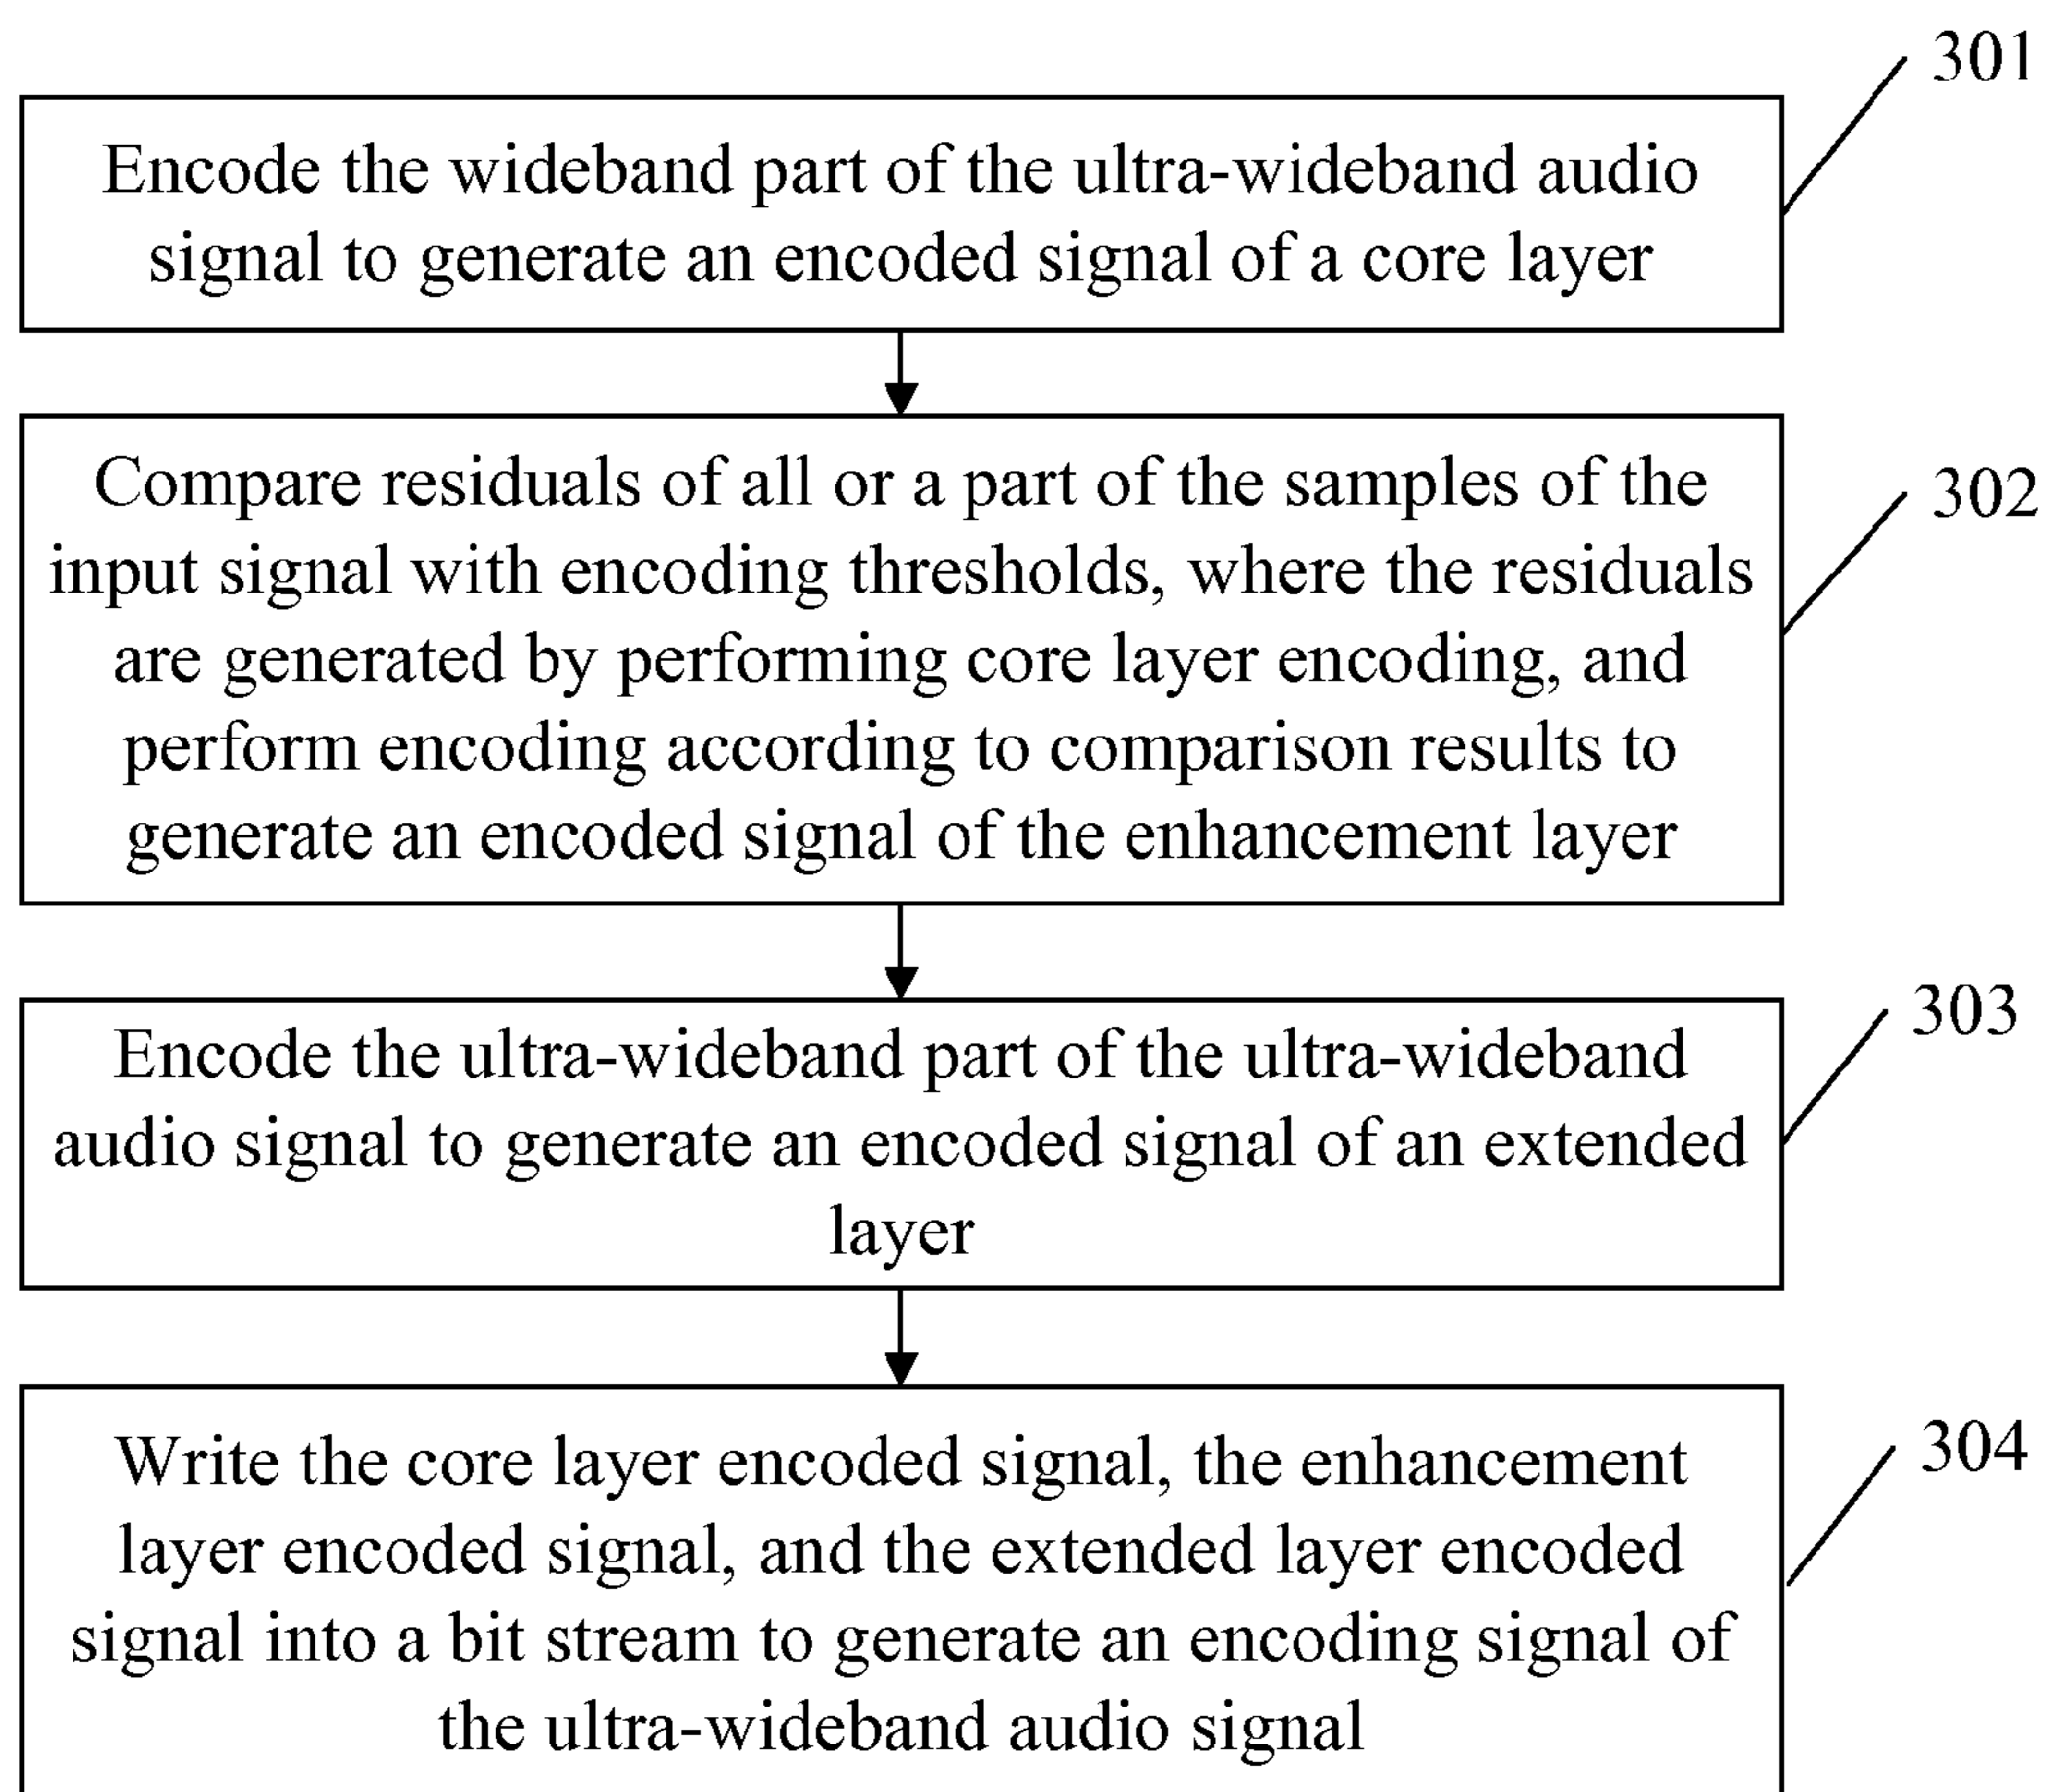 301
Encode the wideband part of the ultra-wideband audio
signal to generate an encoded signal of a core layer
302
Compare residuals of all or a part of the samples of the
input signal with encoding thresholds, where the residuals
are generated by performing core layer encoding, and
perform encoding according to comparison results to
generate an encoded signal of the enhancement layer
303
Encode the ultra-wideband part of the ultra-wideband
audio signal to generate an encoded signal of an extended
layer
304
Write the core layer encoded signal, the enhancement
layer encoded signal, and the extended layer encoded
signal into a bit stream to generate an encoding signal of
the ultra-wideband audio signal